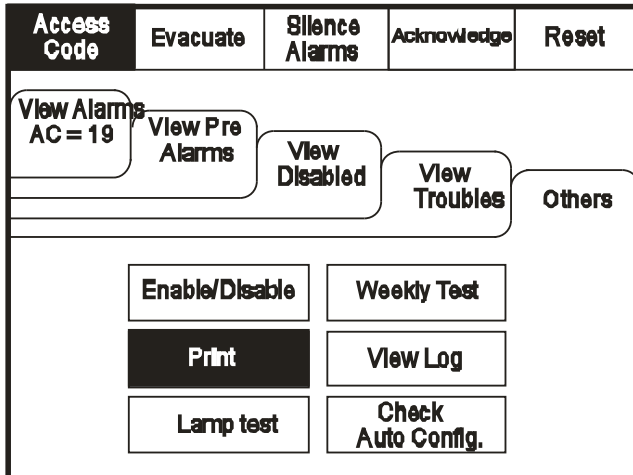 Access
Code
Evacuate
Silence
Alarms
Acknowledge
Reset
View Alarms
AC = 19
View Pre
Alarms
View
Disabled
View
Troubles
Others
Enable/Disable
Weekly Test
Print
View Log
Lamp test
Check
Auto Config.